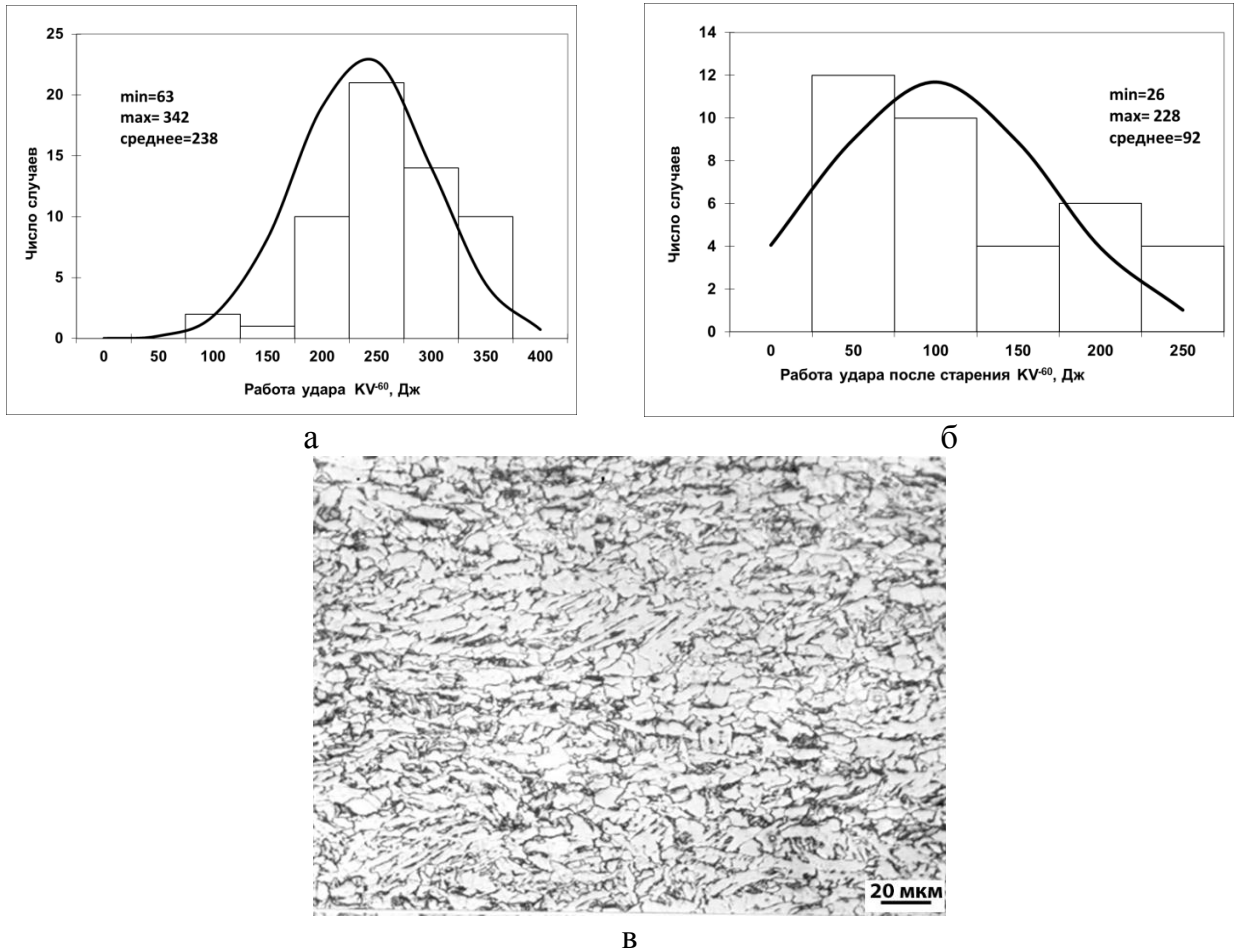 25
20
15
10
5
0
Число случаев
min=63
max= 342
среднее=238
0 50 100 150 200 250 300 350 400
Работа удара KV-60, Дж
а
14
12
10
8
6
4
2
0
Число случаев
min=26
max= 228
среднее=92
0 50 100 150 200 250
Работа удара после старения KV-60, Дж
б
20 мкм
в